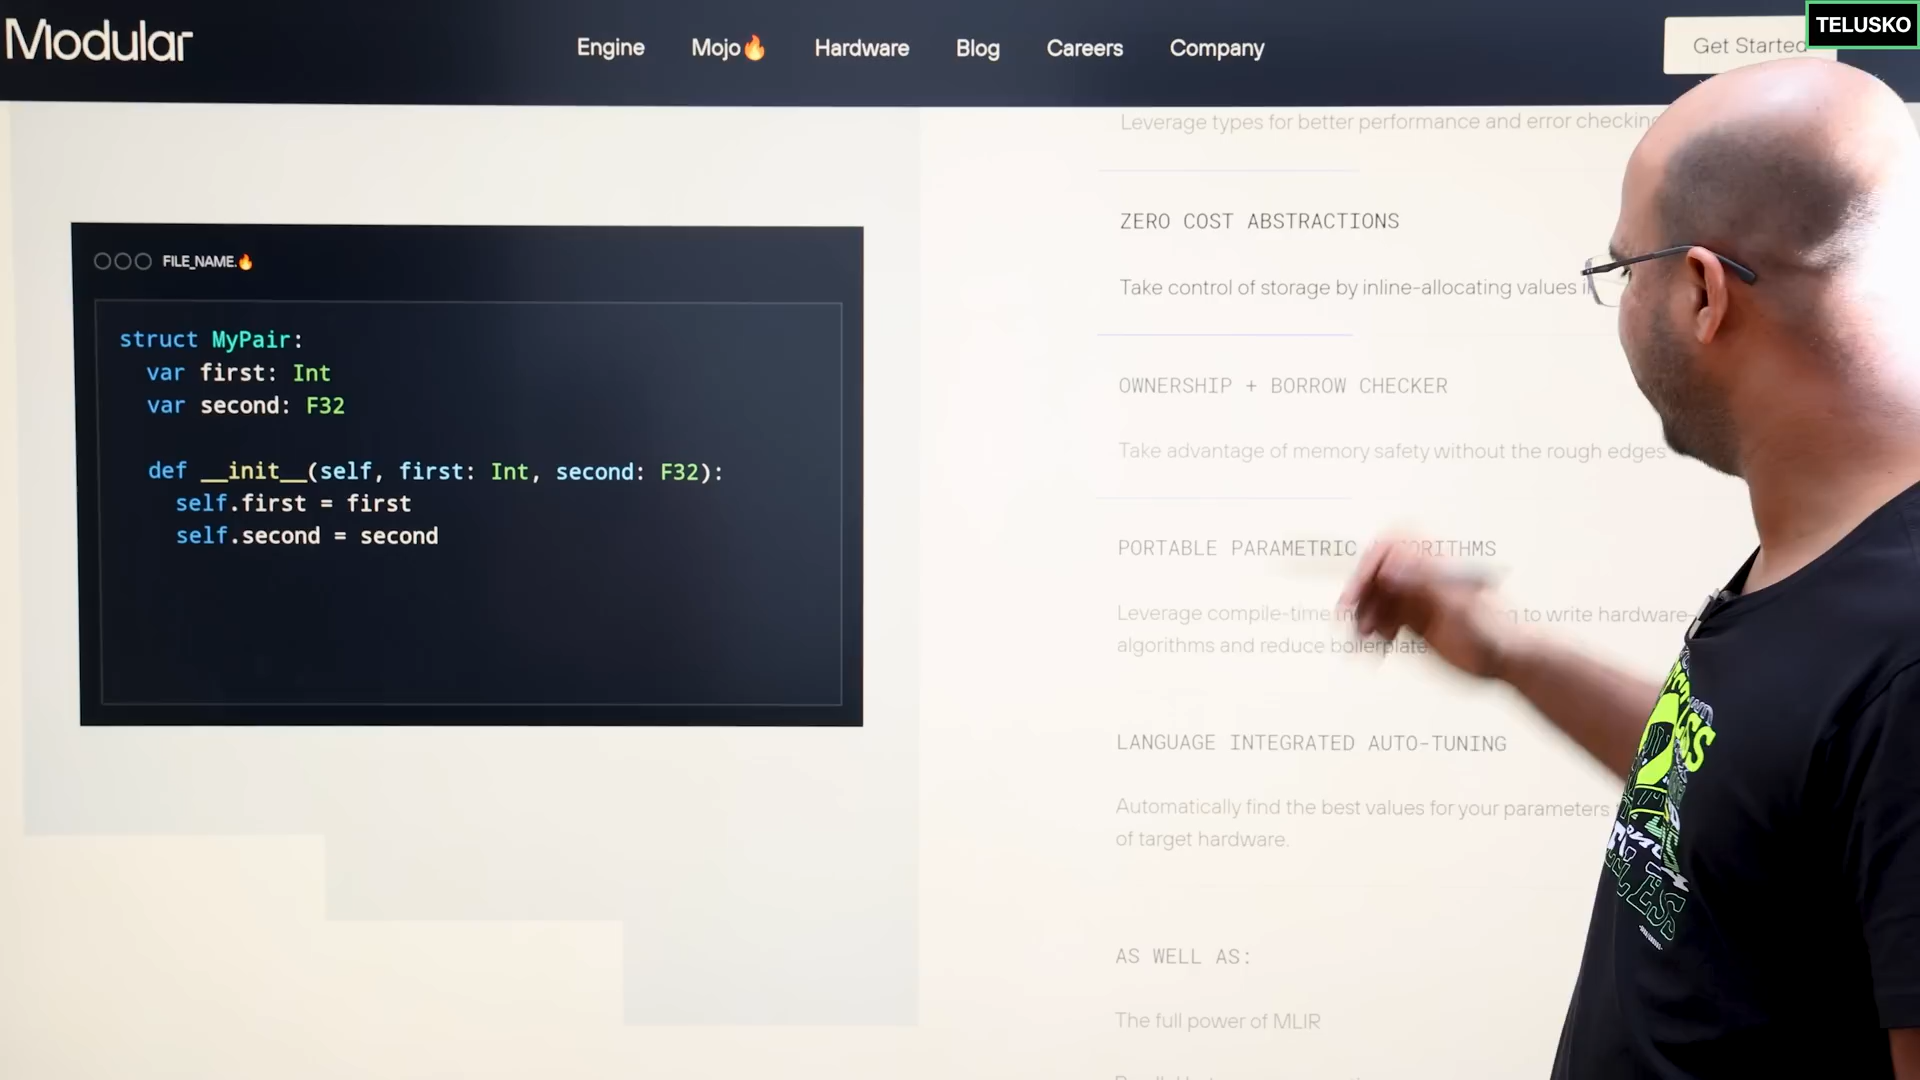 Modular
Engine
Mojo🔥
Hardware
Blog
Careers
Company
Get Started
TELUSKO
FILE_NAME.🔥
struct MyPair:
var first: Int
var second: F32
def __init__(self, first: Int, second: F32):
self.first = first
self.second = second
Leverage types for better performance and error checking
ZERO COST ABSTRACTIONS
Take control of storage by inline-allocating values
OWNERSHIP + BORROW CHECKER
Take advantage of memory safety without the rough edges
PORTABLE PARAMETRIC
Leverage compile-time to write hardware-
algorithms and reduce boilerplate
LANGUAGE INTEGRATED AUTO-TUNING
Automatically find the best values for your parameters
of target hardware.
AS WELL AS:
The full power of MLIR